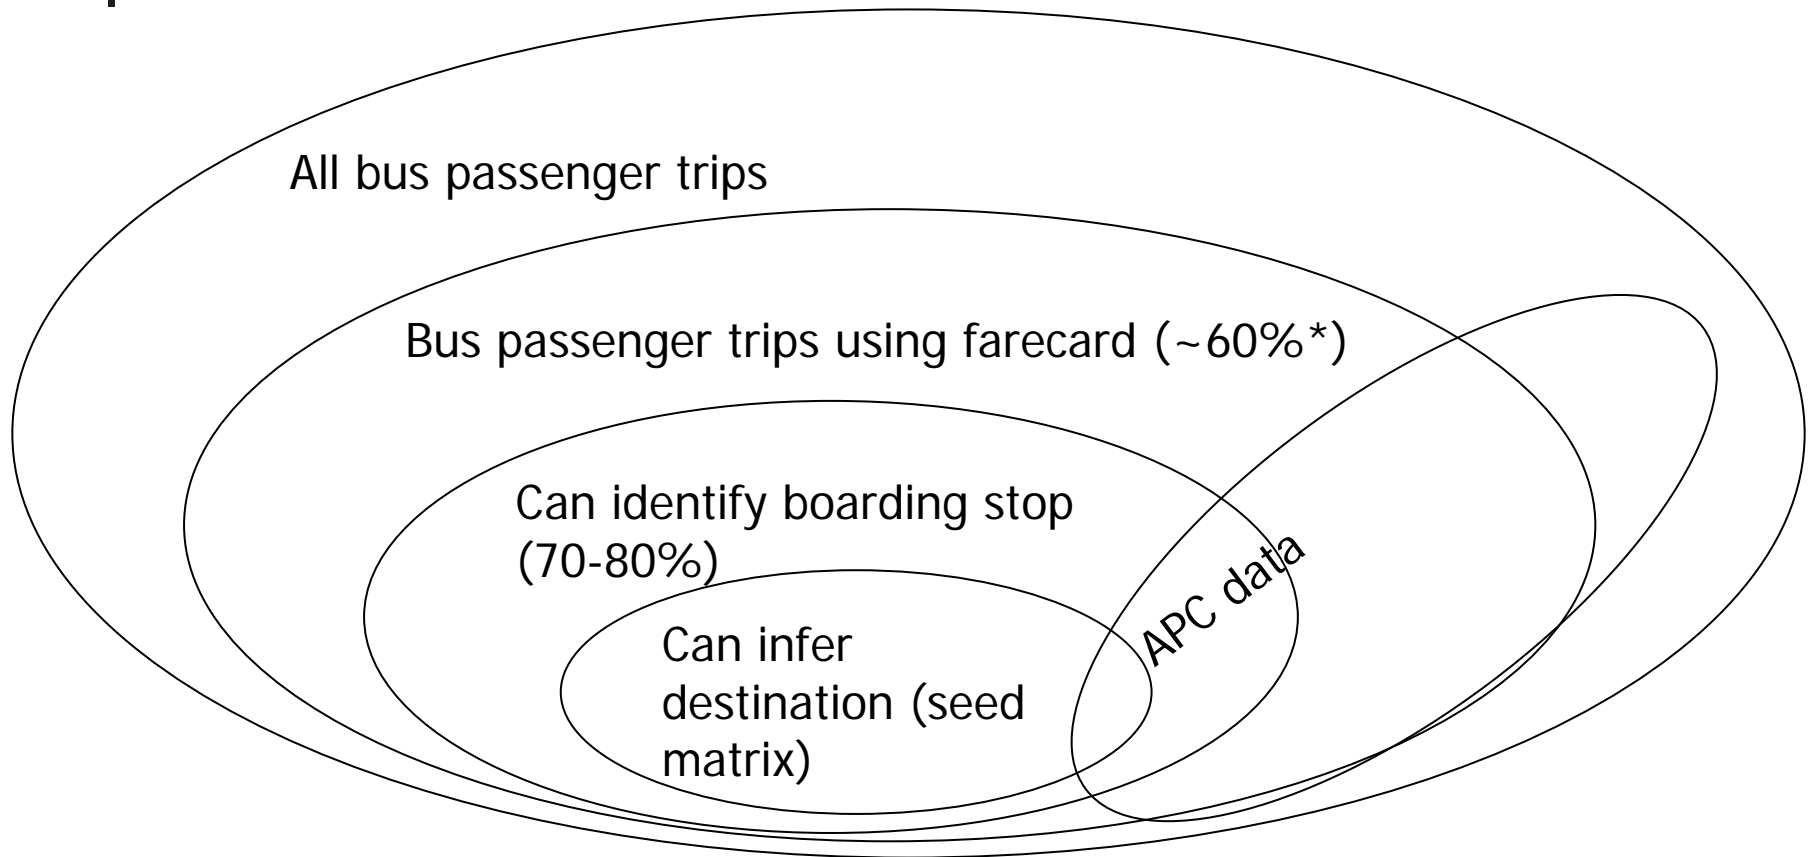 All bus passenger trips
Bus passenger trips using farecard (~60%*)
Can identify boarding stop
(70-80%)
APC data
Can infer
destination (seed
matrix)